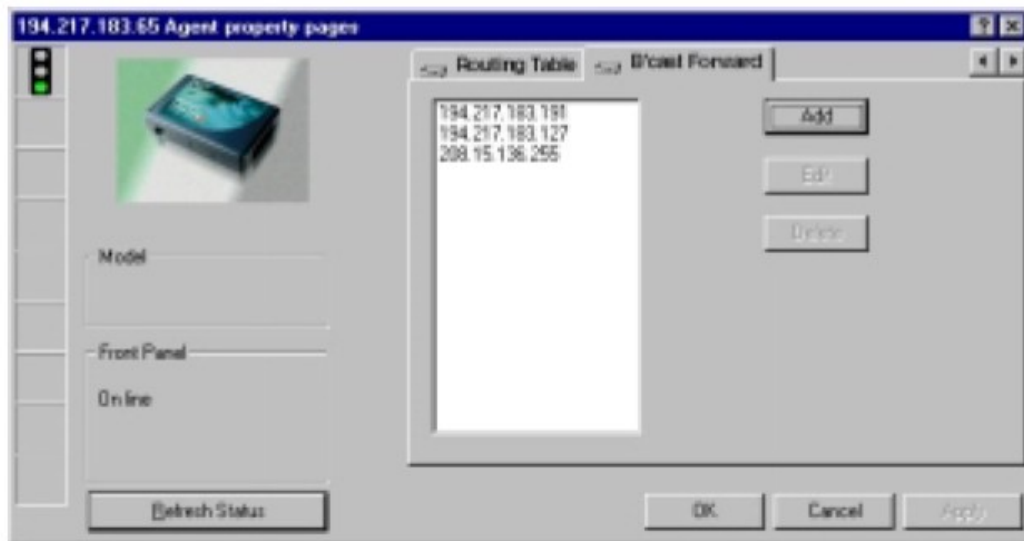 194.217.183.65 Agent property pages
Routing Table
B'cast Forward
194.217.183.191
194.217.183.127
208.15.136.255
Add
Edit
Delete
Model
Front Panel
On line
Refresh Status
OK
Cancel
Apply